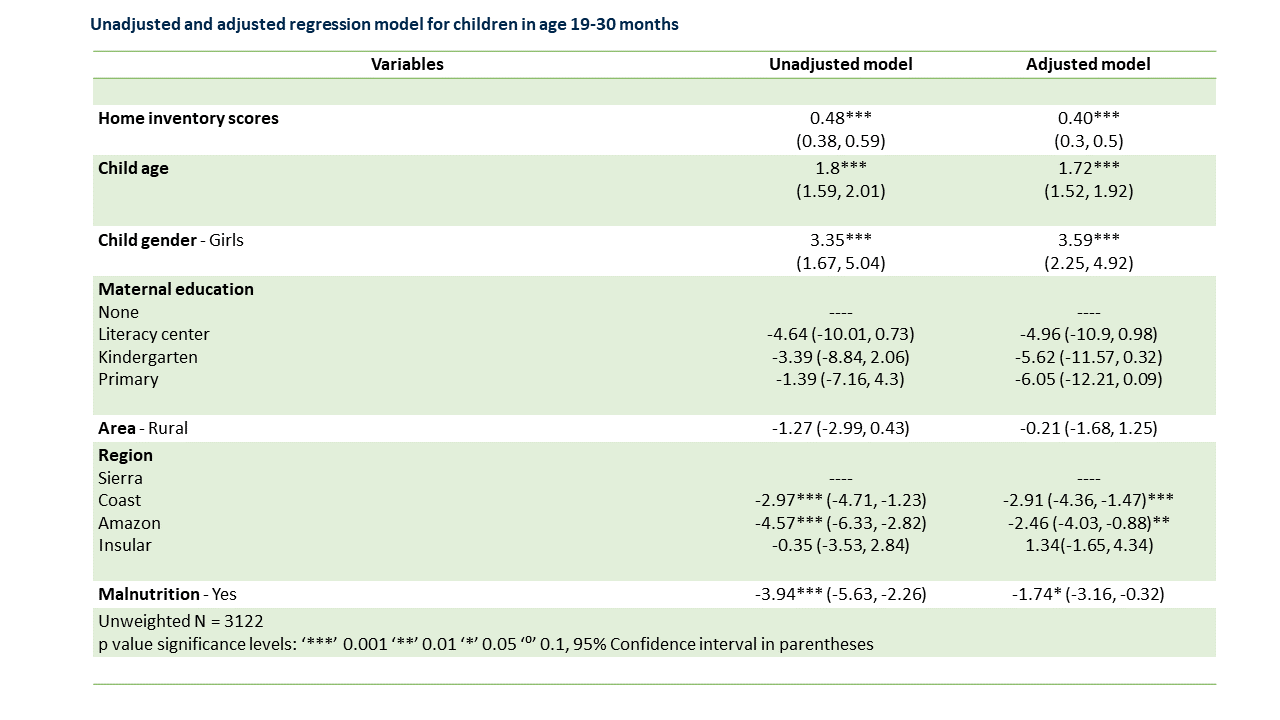 Unadjusted and adjusted regression model for children in age 19-30 months
Variables Unadjusted model Adjusted model
Home inventory scores 0.48*** 0.40***
(0.38, 0.59) (0.3, 0.5)
Child age 1.8*** 1.72***
(1.59, 2.01) (1.52, 1.92)
Child gender - Girls 3.35*** 3.59***
(1.67, 5.04) (2.25, 4.92)
Maternal education
None ---- ----
Literacy center -4.64 (-10.01, 0.73) -4.96 (-10.9, 0.98)
Kindergarten -3.39 (-8.84, 2.06) -5.62 (-11.57, 0.32)
Primary -1.39 (-7.16, 4.3) -6.05 (-12.21, 0.09)
Area - Rural -1.27 (-2.99, 0.43) -0.21 (-1.68, 1.25)
Region
Sierra ---- ----
Coast -2.97*** (-4.71, -1.23) -2.91 (-4.36, -1.47)***
Amazon -4.57*** (-6.33, -2.82) -2.46 (-4.03, -0.88)**
Insular -0.35 (-3.53, 2.84) 1.34(-1.65, 4.34)
Malnutrition - Yes -3.94*** (-5.63, -2.26) -1.74* (-3.16, -0.32)
Unweighted N = 3122
p value significance levels: ‘***’ 0.001 ‘**’ 0.01 ‘*’ 0.05 ‘⁰’ 0.1, 95% Confidence interval in parentheses